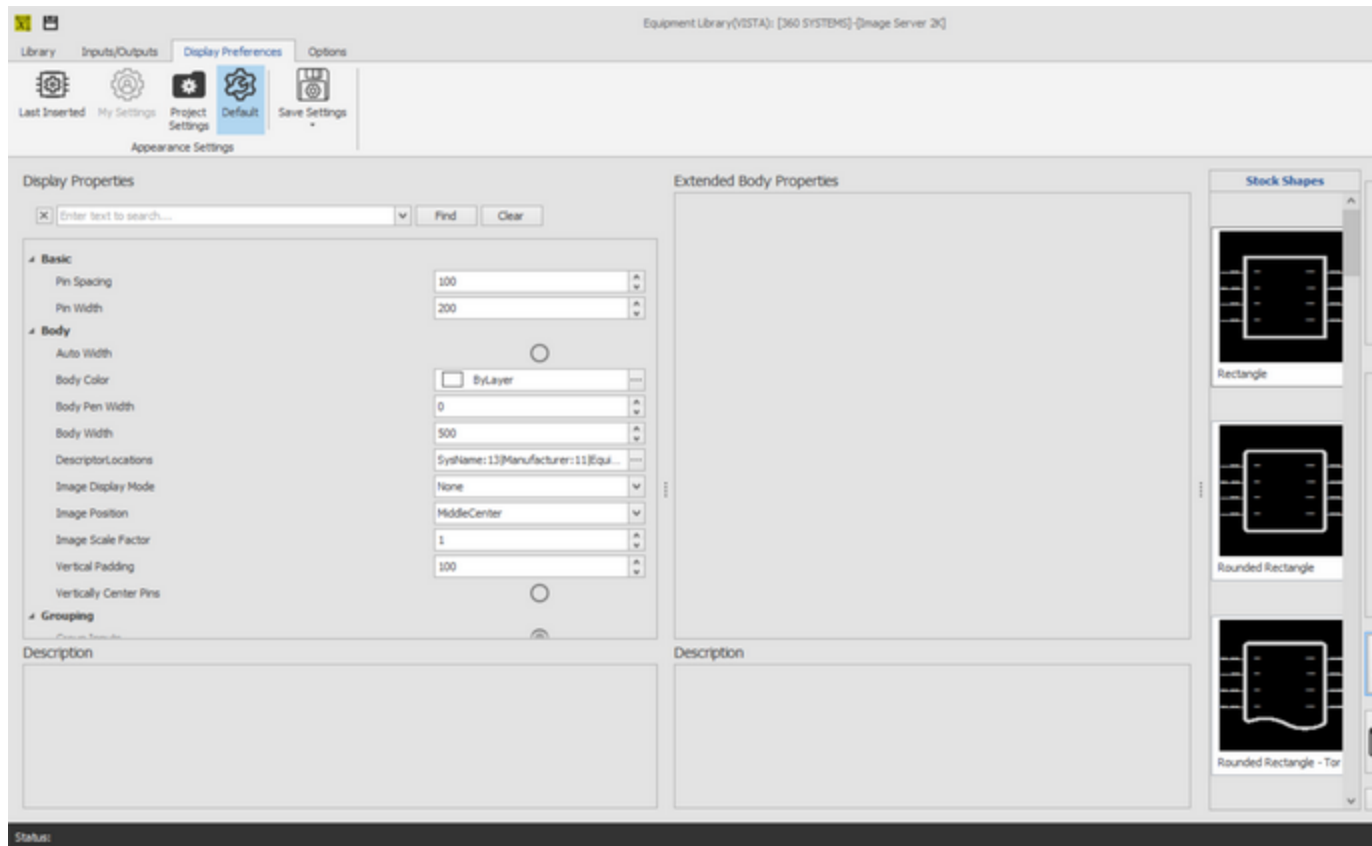 Equipment Library(VISTA): [360 SYSTEMS]-[Image Server 2K]
Library Inputs/Outputs Display Preferences Options
Last Inserted My Settings Project Settings Default Save Settings
Appearance Settings
Display Properties Extended Body Properties Stock Shapes
Enter text to search... Find Clear
Basic
Pin Spacing 100
Pin Width 200
Body
Auto Width
Body Color ByLayer
Rectangle
Body Pen Width 0
Body Width 500
DescriptorLocations SysName:13|Manufacturer:11|Equi...
Image Display Mode None
Image Position MiddleCenter
Image Scale Factor 1
Vertical Padding 100
Rounded Rectangle
Vertically Center Pins
Grouping
Description Description
Rounded Rectangle - Tor
Status: